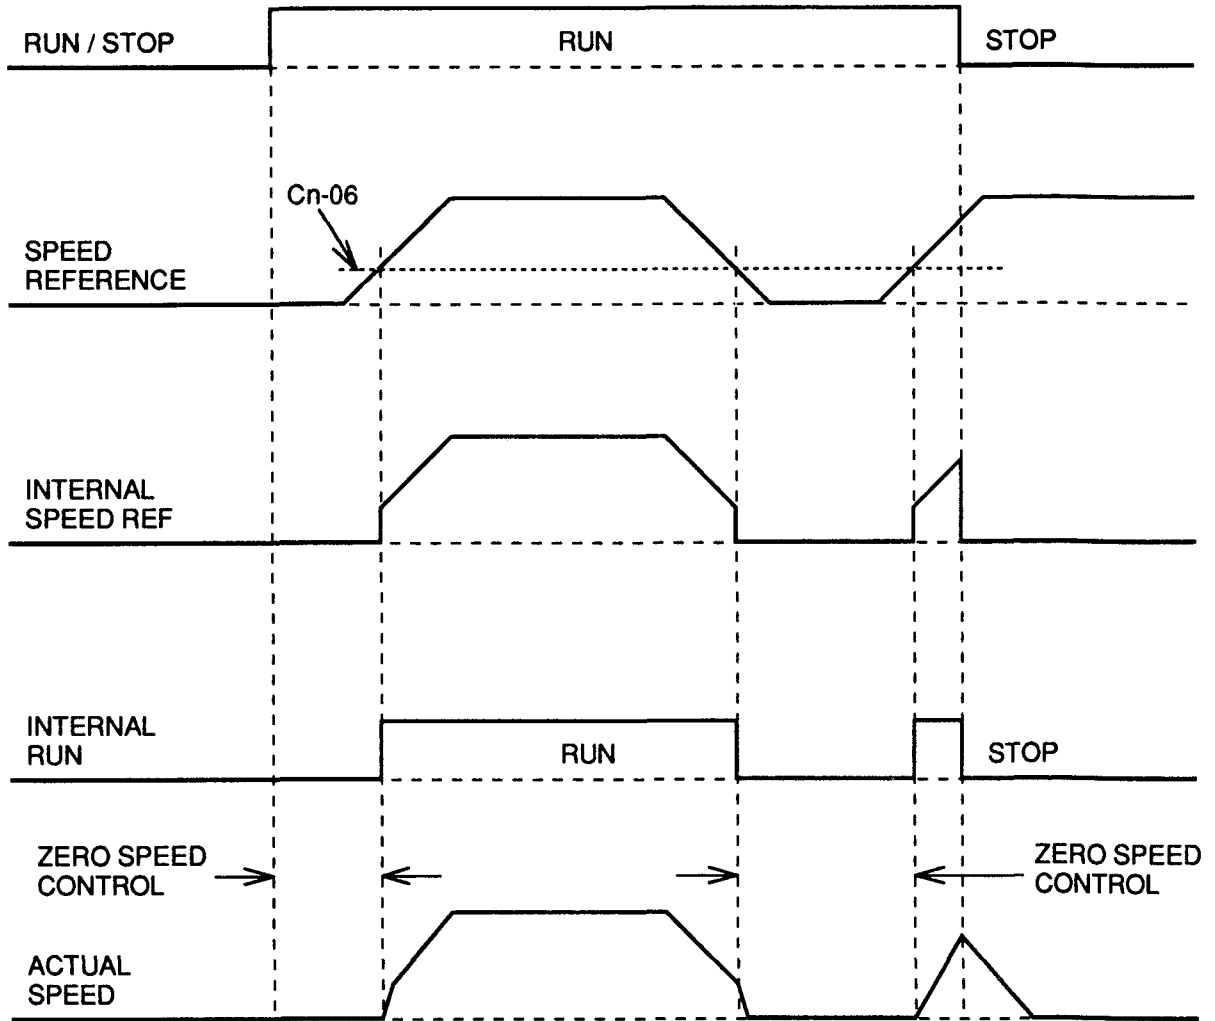 RUN / STOP
RUN
STOP
Cn-06
SPEED
REFERENCE
INTERNAL
SPEED REF
INTERNAL
RUN
RUN
STOP
ZERO SPEED
CONTROL
ZERO SPEED
CONTROL
ACTUAL
SPEED